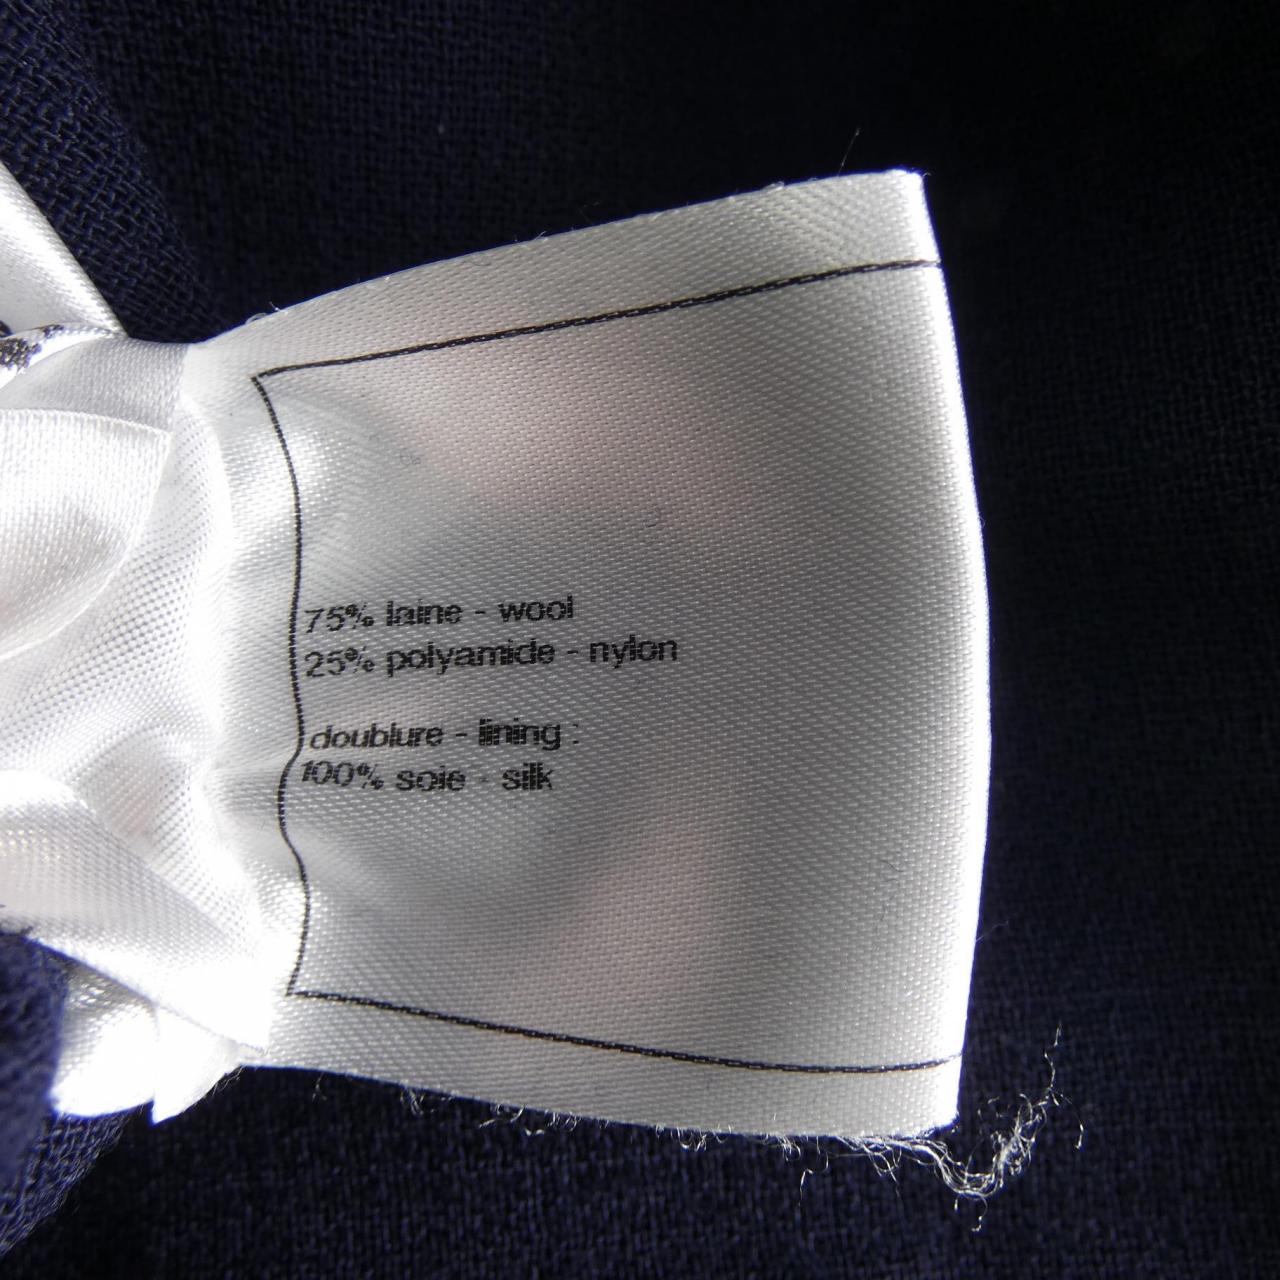 75% laine - wool
25% polyamide - nylon
doublure - lining :
100% soie - silk